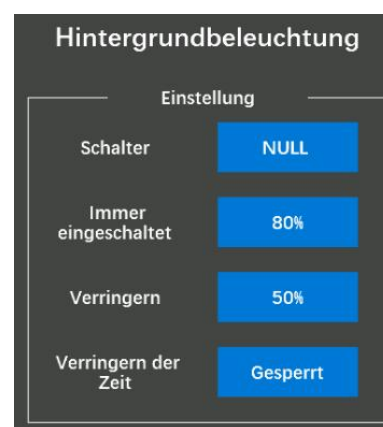 Hintergrundbeleuchtung
Einstellung
Schalter NULL
Immer
eingeschaltet 80%
Verringern 50%
Verringern der
Zeit Gesperrt